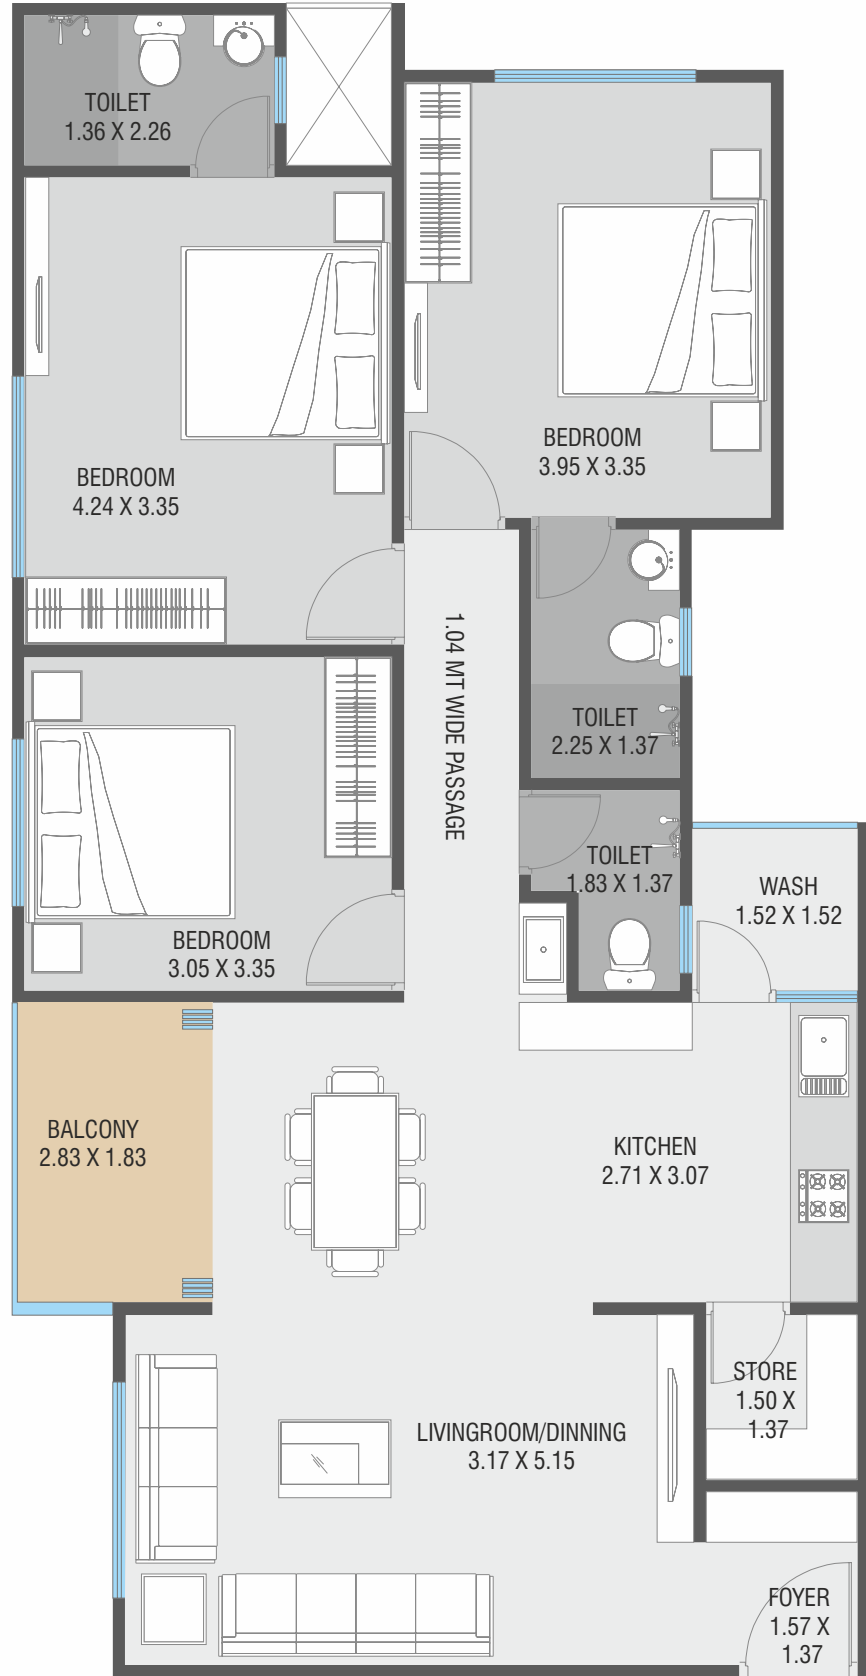 TOILET
1.36 X 2.26
BEDROOM
3.95 X 3.35
BEDROOM
4.24 X 3.35
1.04 MT WIDE PASSAGE
TOILET
2.25 X 1.37
TOILET
1.83 X 1.37
WASH
1.52 X 1.52
BEDROOM
3.05 X 3.35
BALCONY
2.83 X 1.83
KITCHEN
2.71 X 3.07
STORE
1.50 X
1.37
LIVINGROOM/DINNING
3.17 X 5.15
FOYER
1.57 X
1.37